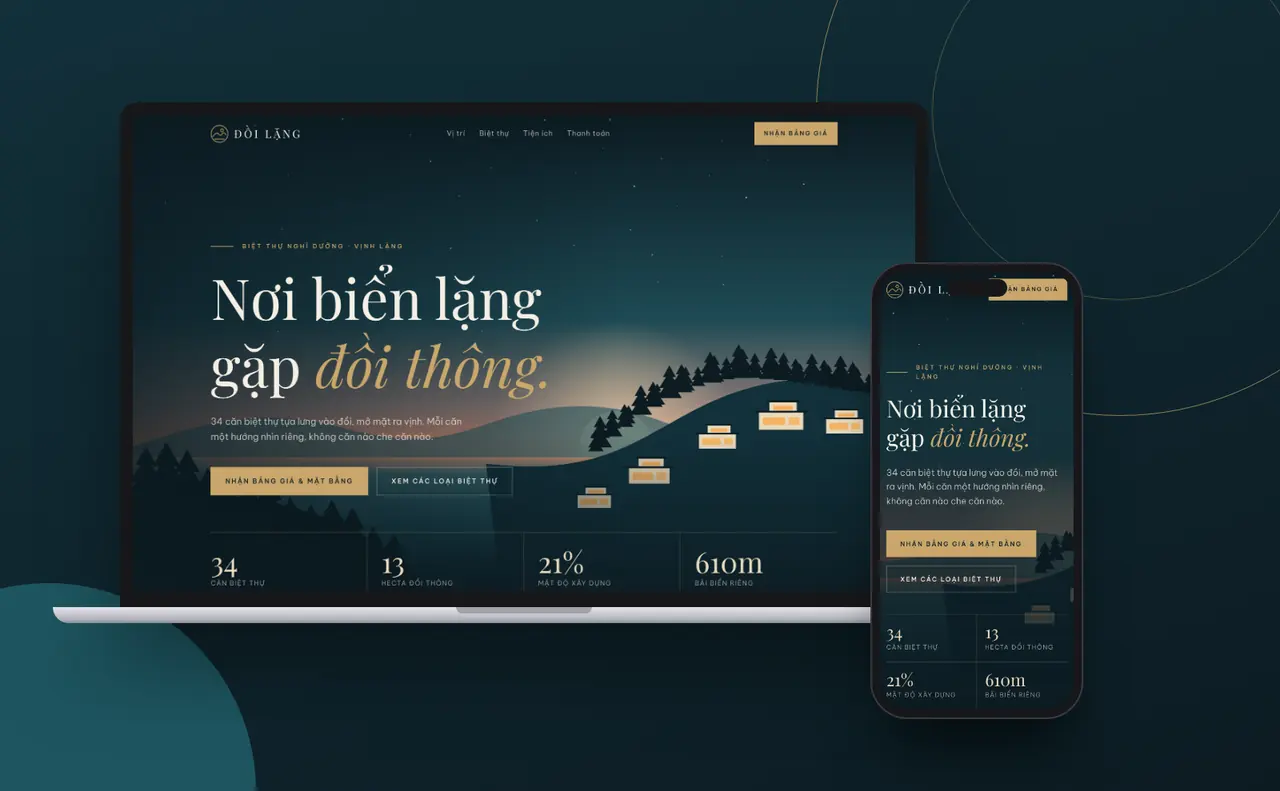 ĐỒI LẶNG
Vị trí Biệt thự Tiện ích Thanh toán
NHẬN BẢNG GIÁ
BIỆT THỰ NGHỈ DƯỠNG · VỊNH LẶNG
Nơi biển lặng
gặp đồi thông.
34 căn biệt thự tựa lưng vào đồi, mở mặt ra vịnh. Mỗi căn
một hướng nhìn riêng, không căn nào che căn nào.
NHẬN BẢNG GIÁ & MẶT BẰNG
XEM CÁC LOẠI BIỆT THỰ
34
CĂN BIỆT THỰ
13
HECTA ĐỒI THÔNG
21%
MẬT ĐỘ XÂY DỰNG
610m
BÃI BIỂN RIÊNG
ĐỒI L
ẬN BẢNG GIÁ
BIỆT THỰ NGHỈ DƯỠNG · VỊNH
LẶNG
Nơi biển lặng
gặp đồi thông.
34 căn biệt thự tựa lưng vào đồi, mở mặt
ra vịnh. Mỗi căn một hướng nhìn riêng,
không căn nào che căn nào.
NHẬN BẢNG GIÁ & MẶT BẰNG
XEM CÁC LOẠI BIỆT THỰ
34
CĂN BIỆT THỰ
13
HECTA ĐỒI THÔNG
21%
MẬT ĐỘ XÂY DỰNG
610m
BÃI BIỂN RIÊNG